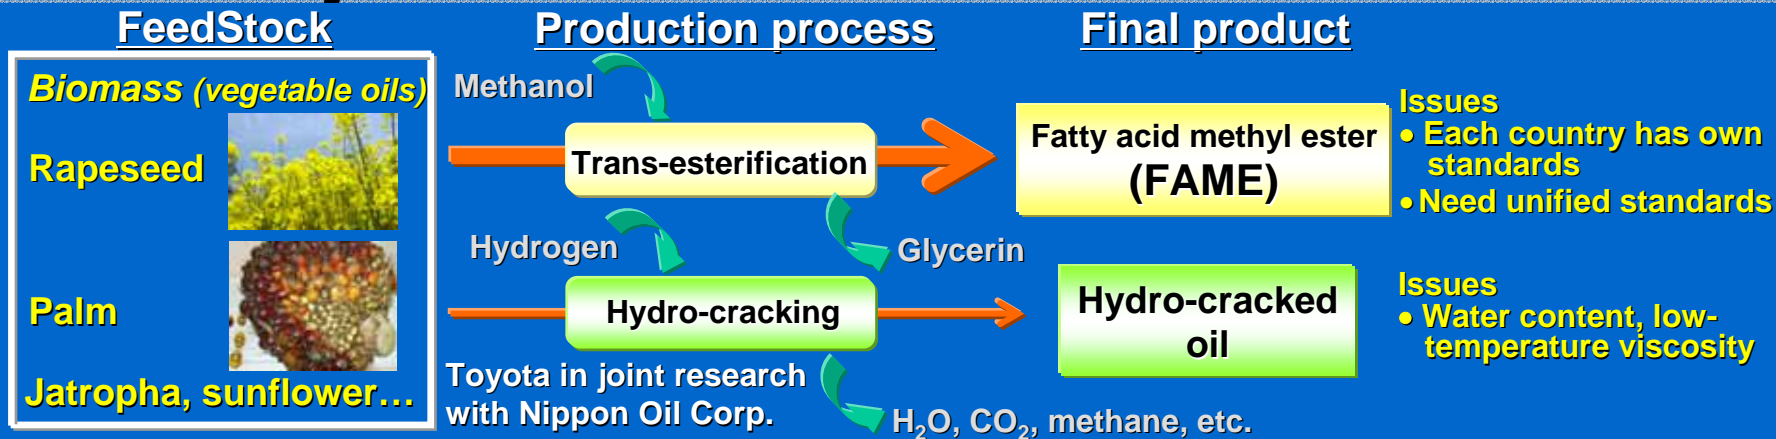 FeedStock
Production process
Final product
Biomass (vegetable oils)
Rapeseed
Palm
Jatropha, sunflower…
Methanol
Trans-esterification
Glycerin
Fatty acid methyl ester
(FAME)
Issues
• Each country has own
standards
• Need unified standards
Hydrogen
Hydro-cracking
Toyota in joint research
with Nippon Oil Corp.
H₂O, CO₂, methane, etc.
Hydro-cracked
oil
Issues
• Water content, low-
temperature viscosity